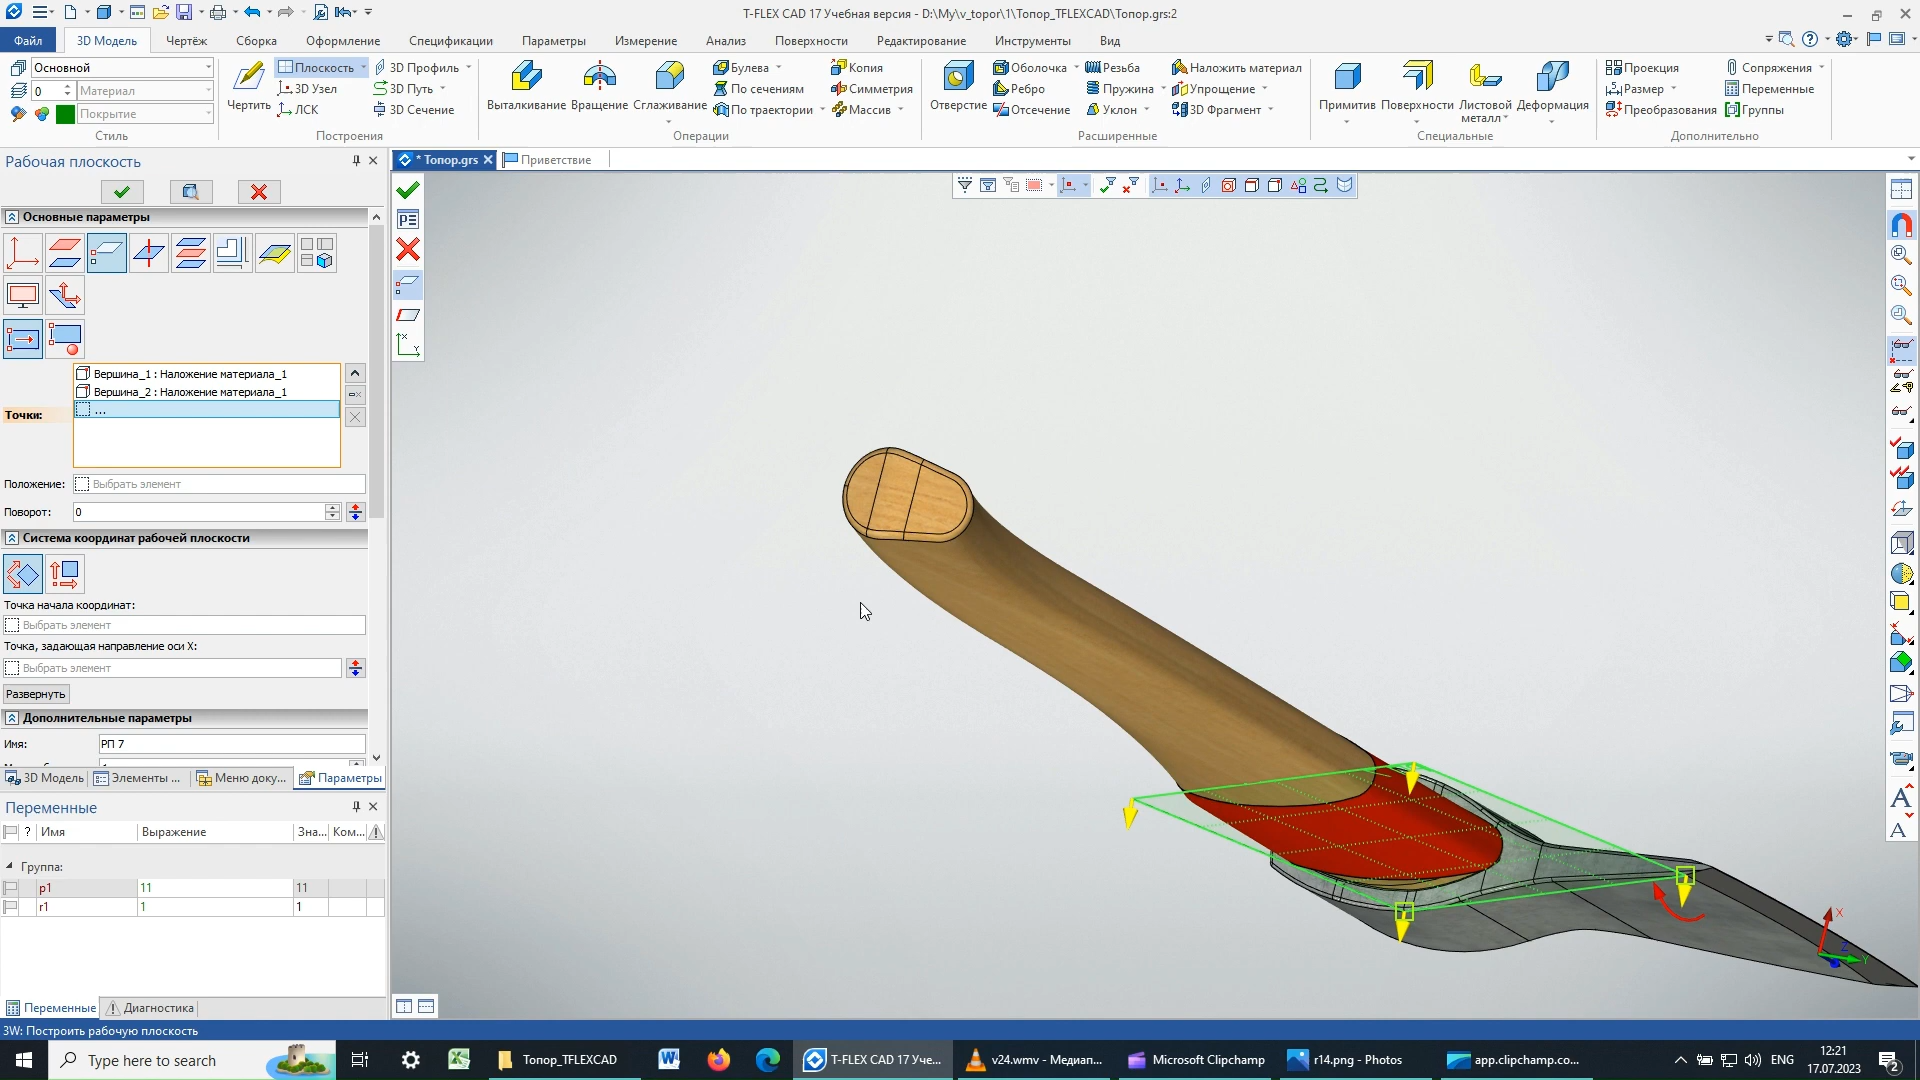 T-FLEX CAD 17 Учебная версия - D:\My\v_topor\1\Топор_TFLEXCAD\Топор.grs:2
Файл 3D Модель Чертёж Сборка Оформление Спецификации Параметры Измерение Анализ Поверхности Редактирование Инструменты Вид
Основной Плоскость 3D Профиль Булева Копия Оболочка Резьба Наложить материал Проекция Сопряжения
0 Материал 3D Узел 3D Путь По сечениям Симметрия Ребро Пружина Упрощение Размер Переменные
Чертить Выталкивание Вращение Сглаживание Отверстие Примитив Поверхности Листовой металл Деформация
Покрытие ЛСК 3D Сечение По траектории Массив Отсечение Уклон 3D Фрагмент Преобразования Группы
Стиль Построения Операции Расширенные Специальные Дополнительно
Рабочая плоскость
* Топор.grs Приветствие
Основные параметры
Вершина_1 : Наложение материала_1
Вершина_2 : Наложение материала_1
Точки: ...
Положение: Выбрать элемент
Поворот: 0
Система координат рабочей плоскости
Точка начала координат:
Выбрать элемент
Точка, задающая направление оси X:
Выбрать элемент
Развернуть
Дополнительные параметры
Имя: РП 7
3D Модель Элементы ... Меню доку... Параметры
Переменные
? Имя Выражение Зна... Ком...
Группа:
p1 11 11
r1 1 1
X
Z
Y
Переменные Диагностика
3W: Построить рабочую плоскость
Type here to search Топор_TFLEXCAD T-FLEX CAD 17 Уче... v24.wmv - Медиап... Microsoft Clipchamp r14.png - Photos app.clipchamp.co... ENG 12:21
17.07.2023 2